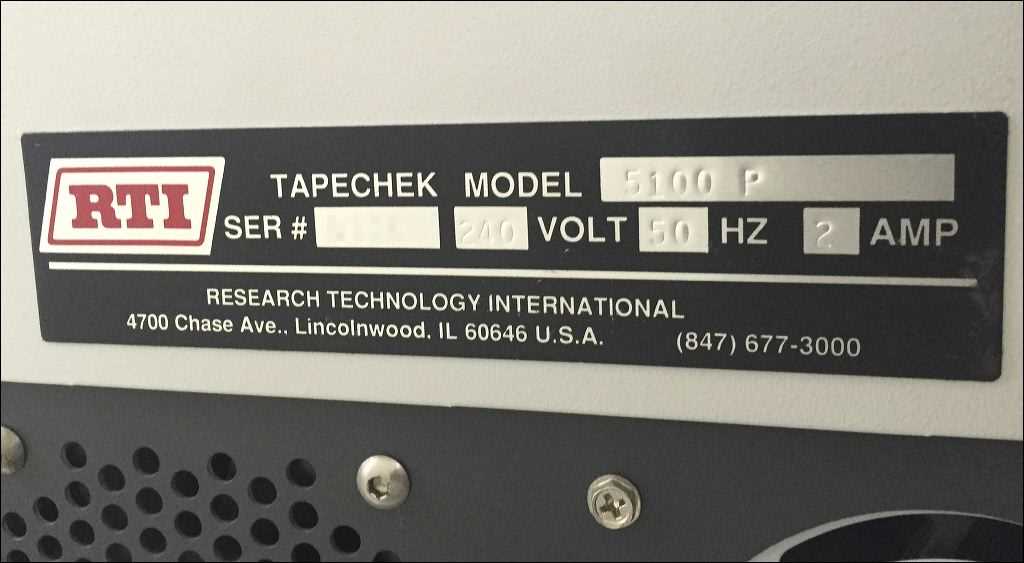 RTI
TAPECHEK MODEL 5100 P
SER # 240 VOLT 50 HZ 2 AMP
RESEARCH TECHNOLOGY INTERNATIONAL
4700 Chase Ave., Lincolnwood, IL 60646 U.S.A. (847) 677-3000